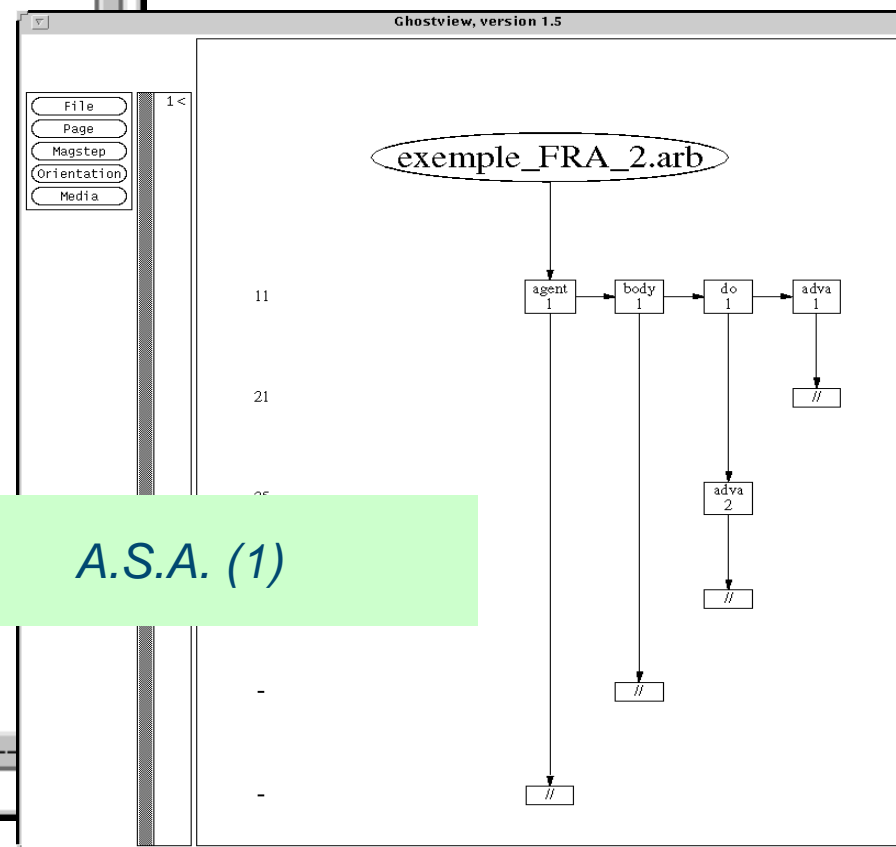 Ghostview, version 1.5
File
Page
Magstep
Orientation
Media
1 <
exemple_FRA_2.arb
11
agent
1
body
1
do
1
adva
1
21
//
adva
2
A.S.A. (1)
//
-
//
-
//